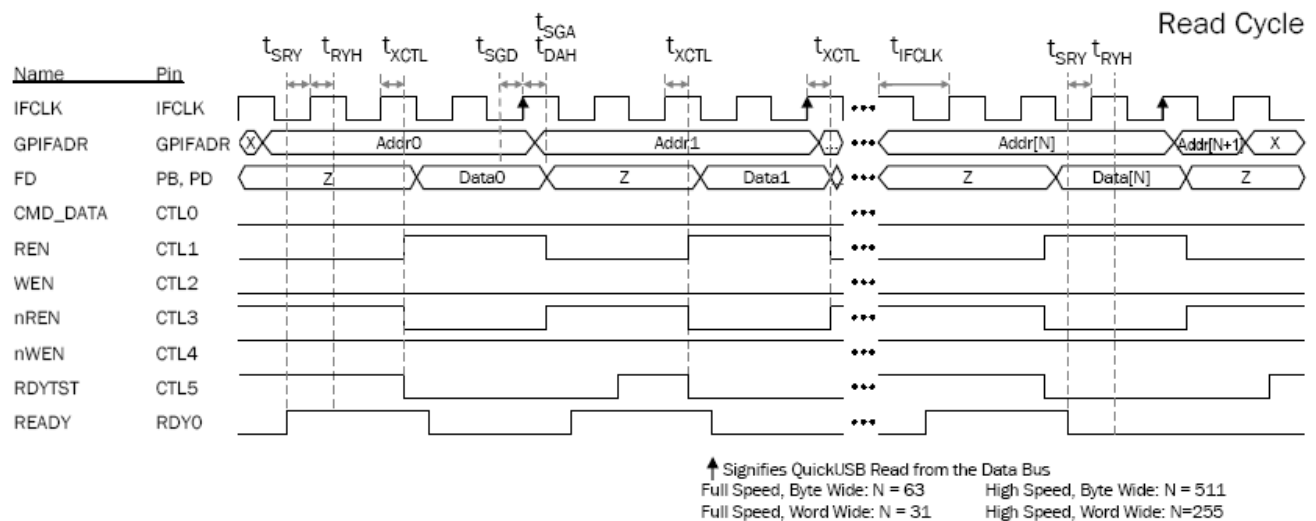 Read Cycle
tSRY tRYH tXCTL tSGD tSGA tDAH tXCTL tXCTL tIFCLK tSRY tRYH
Name Pin
IFCLK IFCLK •••
GPIFADR GPIFADR X Addr0 Addr1 ... ••• Addr[N] Addr[N+1] X
FD PB, PD Z Data0 Z Data1 ••• Z Data[N] Z
CMD_DATA CTL0 •••
REN CTL1 •••
WEN CTL2 •••
nREN CTL3 •••
nWEN CTL4 •••
RDYTST CTL5 •••
READY RDY0 •••
Signifies QuickUSB Read from the Data Bus
Full Speed, Byte Wide: N = 63 High Speed, Byte Wide: N = 511
Full Speed, Word Wide: N = 31 High Speed, Word Wide: N=255